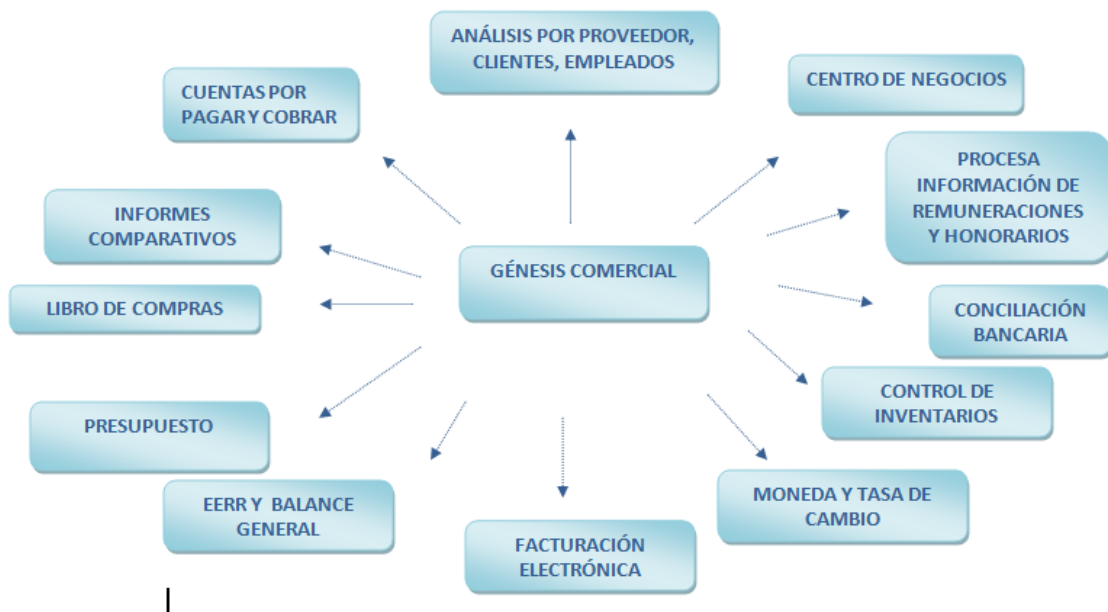 ANÁLISIS POR PROVEEDOR,
CLIENTES, EMPLEADOS
CENTRO DE NEGOCIOS
CUENTAS POR
PAGAR Y COBRAR
PROCESA
INFORMACIÓN DE
REMUNERACIONES
Y HONORARIOS
INFORMES
COMPARATIVOS
GÉNESIS COMERCIAL
LIBRO DE COMPRAS
CONCILIACIÓN
BANCARIA
CONTROL DE
INVENTARIOS
PRESUPUESTO
MONEDA Y TASA DE
CAMBIO
EERR Y BALANCE
GENERAL
FACTURACIÓN
ELECTRÓNICA